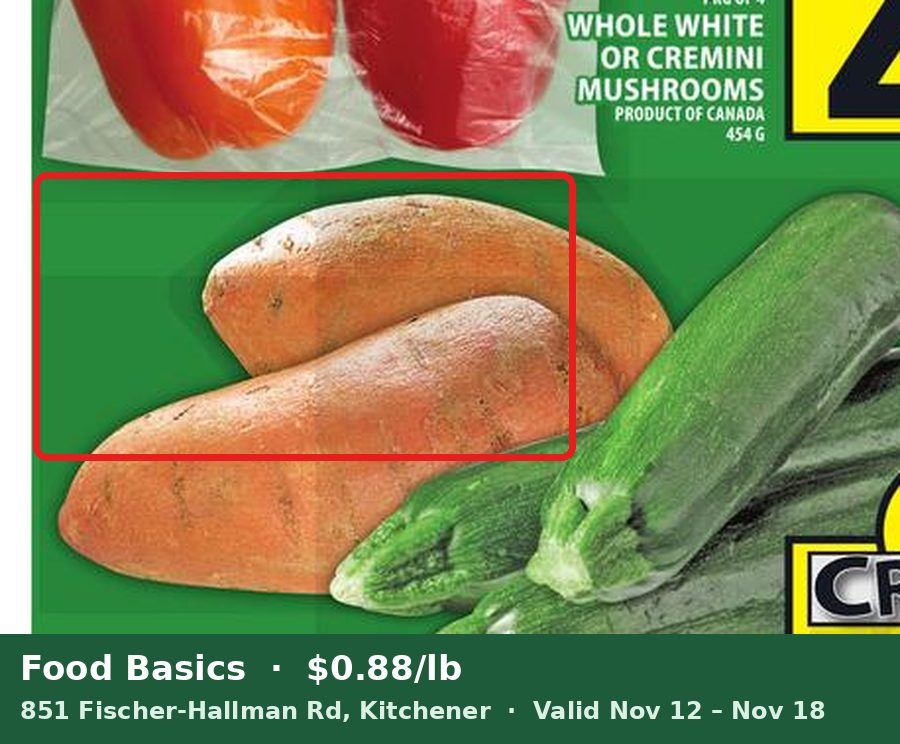 WHOLE WHITE
OR CREMINI
MUSHROOMS
PRODUCT OF CANADA
454 G
Food Basics · $0.88/lb
851 Fischer-Hallman Rd, Kitchener · Valid Nov 12 – Nov 18